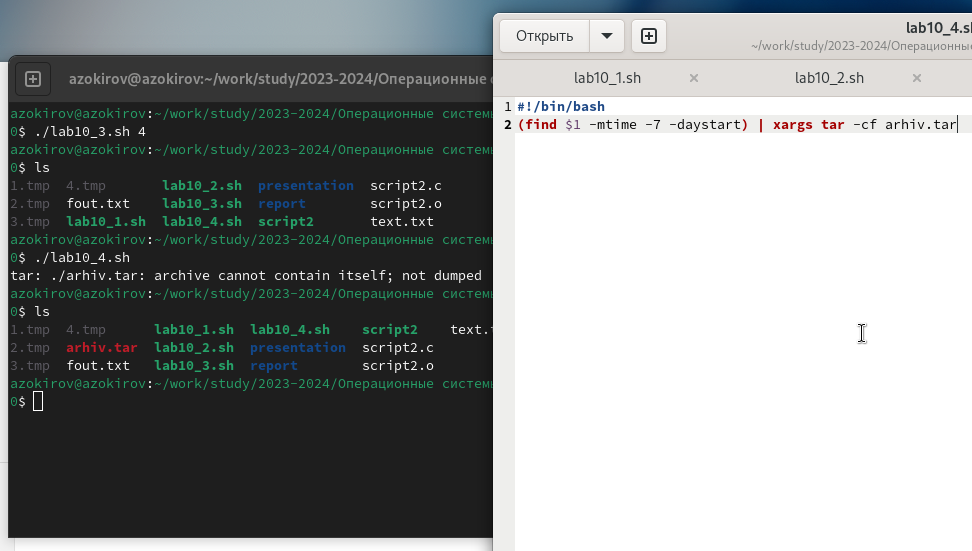 azokirov@azokirov:~/work/study/2023-2024/Операционные
azokirov@azokirov:~/work/study/2023-2024/Операционные систем
0$ ./lab10_3.sh 4
azokirov@azokirov:~/work/study/2023-2024/Операционные систем
0$ ls
1.tmp 4.tmp lab10_2.sh presentation script2.c
2.tmp fout.txt lab10_3.sh report script2.o
3.tmp lab10_1.sh lab10_4.sh script2 text.txt
azokirov@azokirov:~/work/study/2023-2024/Операционные систем
0$ ./lab10_4.sh
tar: ./arhiv.tar: archive cannot contain itself; not dumped
azokirov@azokirov:~/work/study/2023-2024/Операционные систем
0$ ls
1.tmp 4.tmp lab10_1.sh lab10_4.sh script2 text.
2.tmp arhiv.tar lab10_2.sh presentation script2.c
3.tmp fout.txt lab10_3.sh report script2.o
azokirov@azokirov:~/work/study/2023-2024/Операционные систем
0$
Открыть
lab10_4.sh
~/work/study/2023-2024/Операционные
lab10_1.sh × lab10_2.sh ×
1 #!/bin/bash
2 (find $1 -mtime -7 -daystart) | xargs tar -cf arhiv.tar